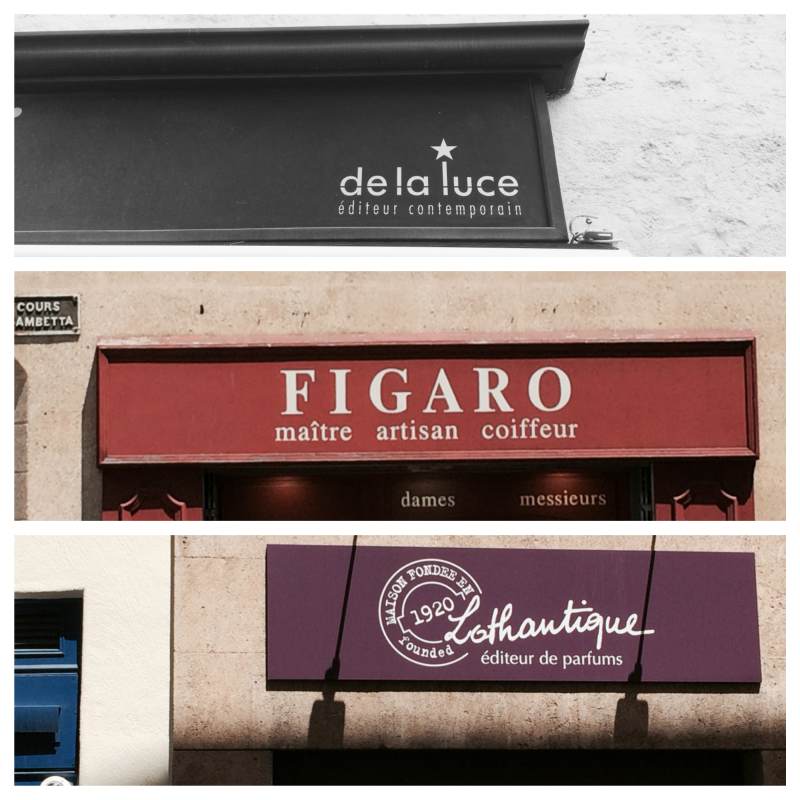 de la luce
éditeur contemporain
COURS
AMBETTA
FIGARO
maître artisan coiffeur
dames messieurs
MAISON FONDEE EN
1920
founded
Lothantique
éditeur de parfums